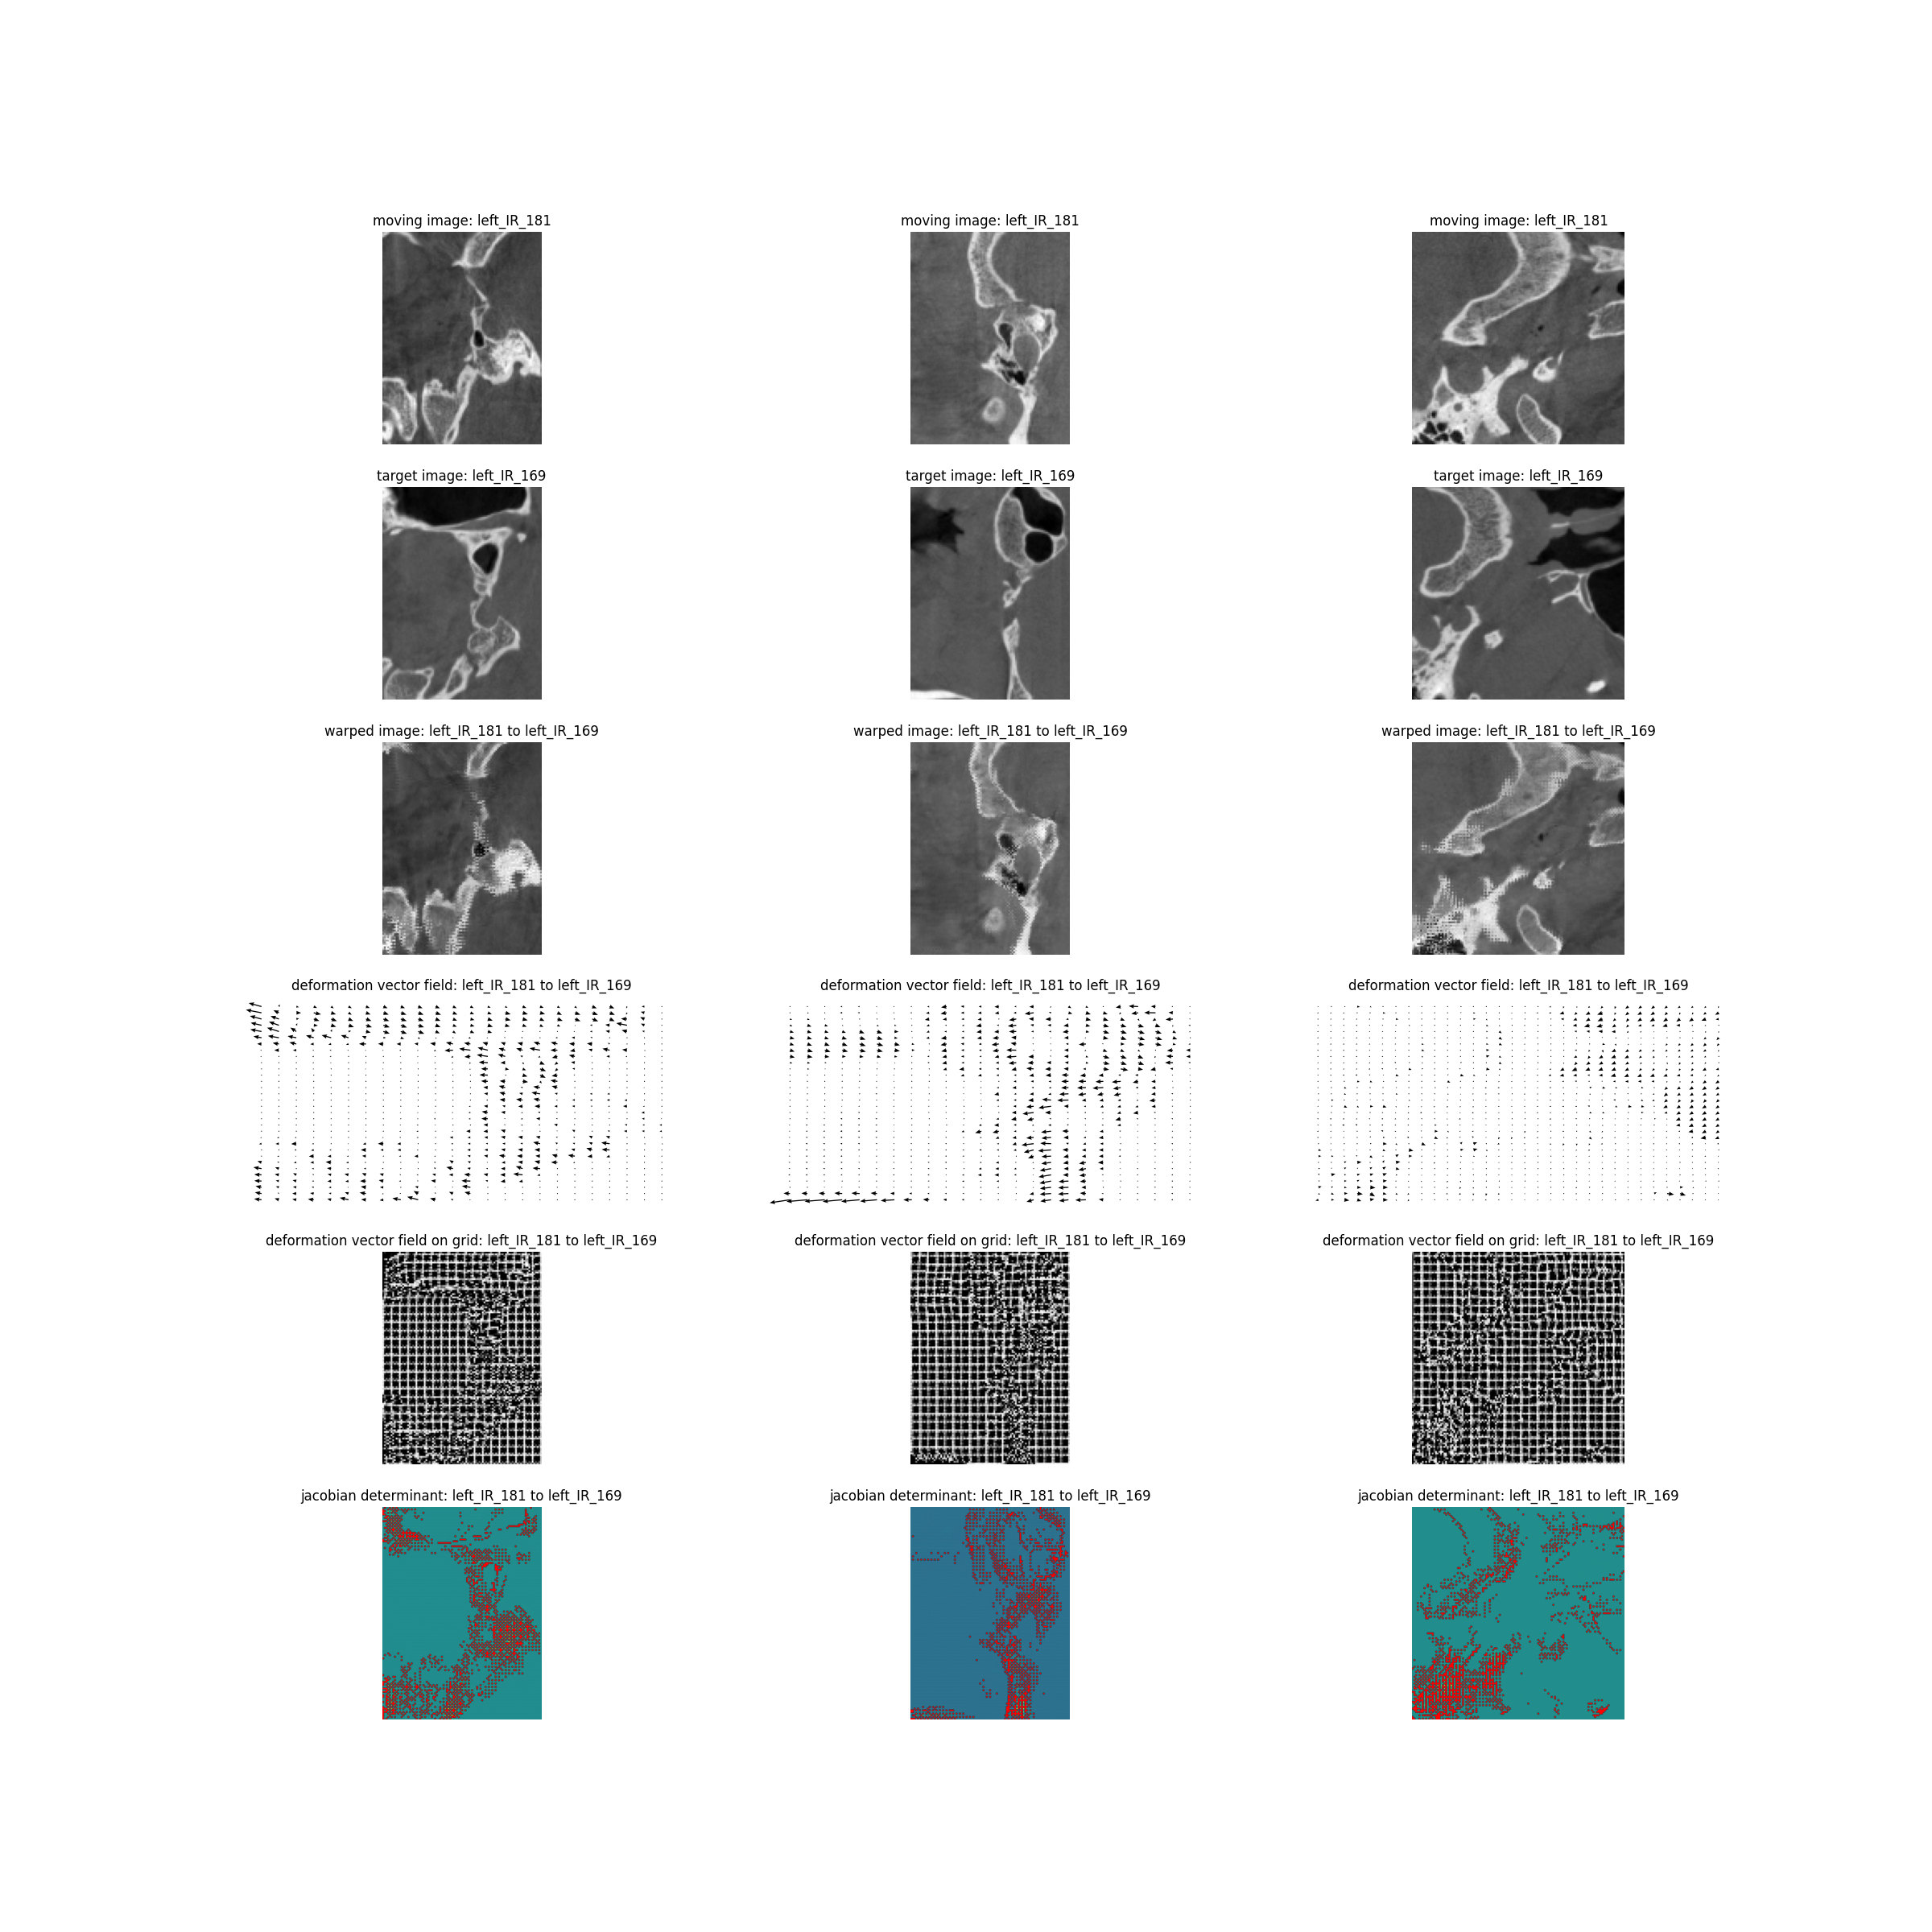 moving image: left_IR_181
moving image: left_IR_181
moving image: left_IR_181
target image: left_IR_169
target image: left_IR_169
target image: left_IR_169
warped image: left_IR_181 to left_IR_169
warped image: left_IR_181 to left_IR_169
warped image: left_IR_181 to left_IR_169
deformation vector field: left_IR_181 to left_IR_169
deformation vector field: left_IR_181 to left_IR_169
deformation vector field: left_IR_181 to left_IR_169
deformation vector field on grid: left_IR_181 to left_IR_169
deformation vector field on grid: left_IR_181 to left_IR_169
deformation vector field on grid: left_IR_181 to left_IR_169
jacobian determinant: left_IR_181 to left_IR_169
jacobian determinant: left_IR_181 to left_IR_169
jacobian determinant: left_IR_181 to left_IR_169